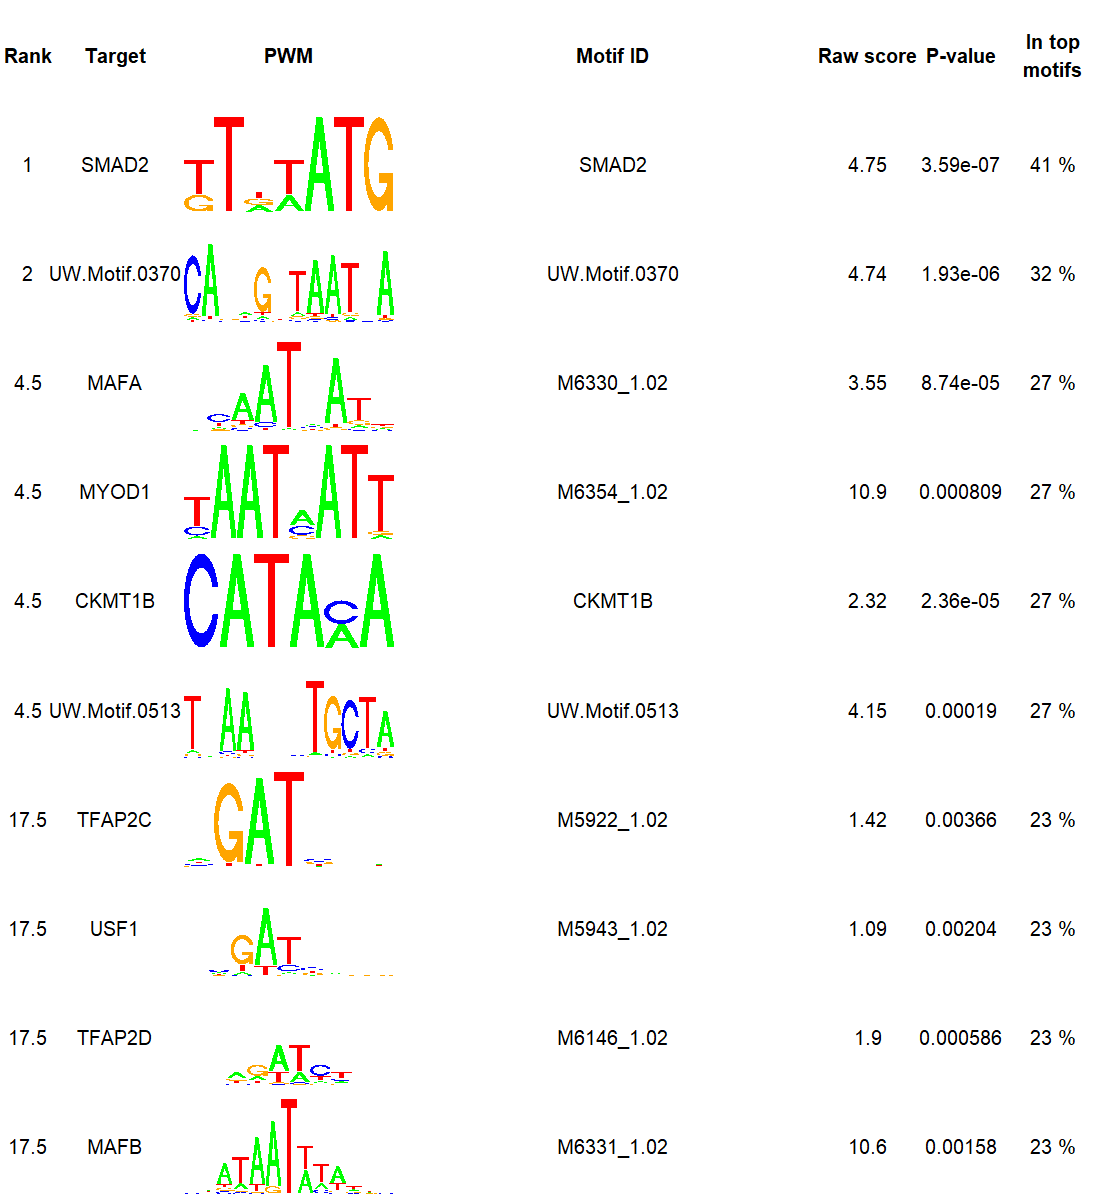 Rank Target PWM Motif ID Raw score P-value In top motifs
1 SMAD2 SMAD2 4.75 3.59e-07 41 %
2 UW.Motif.0370 UW.Motif.0370 4.74 1.93e-06 32 %
4.5 MAFA M6330_1.02 3.55 8.74e-05 27 %
4.5 MYOD1 M6354_1.02 10.9 0.000809 27 %
4.5 CKMT1B CKMT1B 2.32 2.36e-05 27 %
4.5 UW.Motif.0513 UW.Motif.0513 4.15 0.00019 27 %
17.5 TFAP2C M5922_1.02 1.42 0.00366 23 %
17.5 USF1 M5943_1.02 1.09 0.00204 23 %
17.5 TFAP2D M6146_1.02 1.9 0.000586 23 %
17.5 MAFB M6331_1.02 10.6 0.00158 23 %